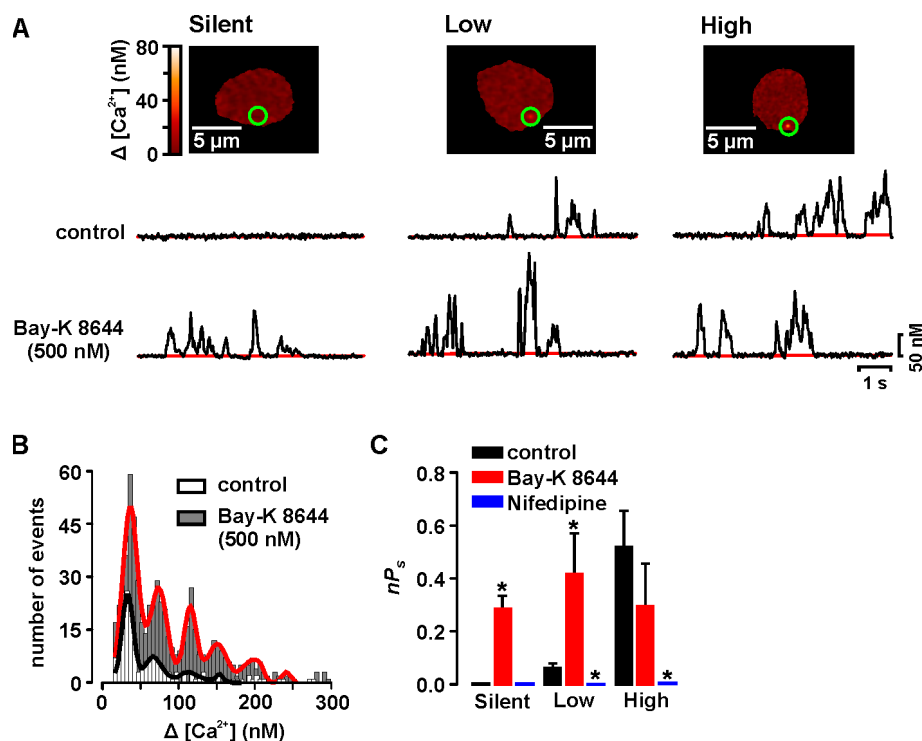 A
Silent
Low
High
Δ [Ca²⁺] (nM)
80
40
0
5 µm
5 µm
5 µm
control
Bay-K 8644
(500 nM)
50 nM
1 s
B
number of events
60
45
30
15
0
control
Bay-K 8644
(500 nM)
0
100
200
300
Δ [Ca²⁺] (nM)
C
control
Bay-K 8644
Nifedipine
nPs
0.8
0.6
0.4
0.2
0.0
*
*
*
*
Silent
Low
High